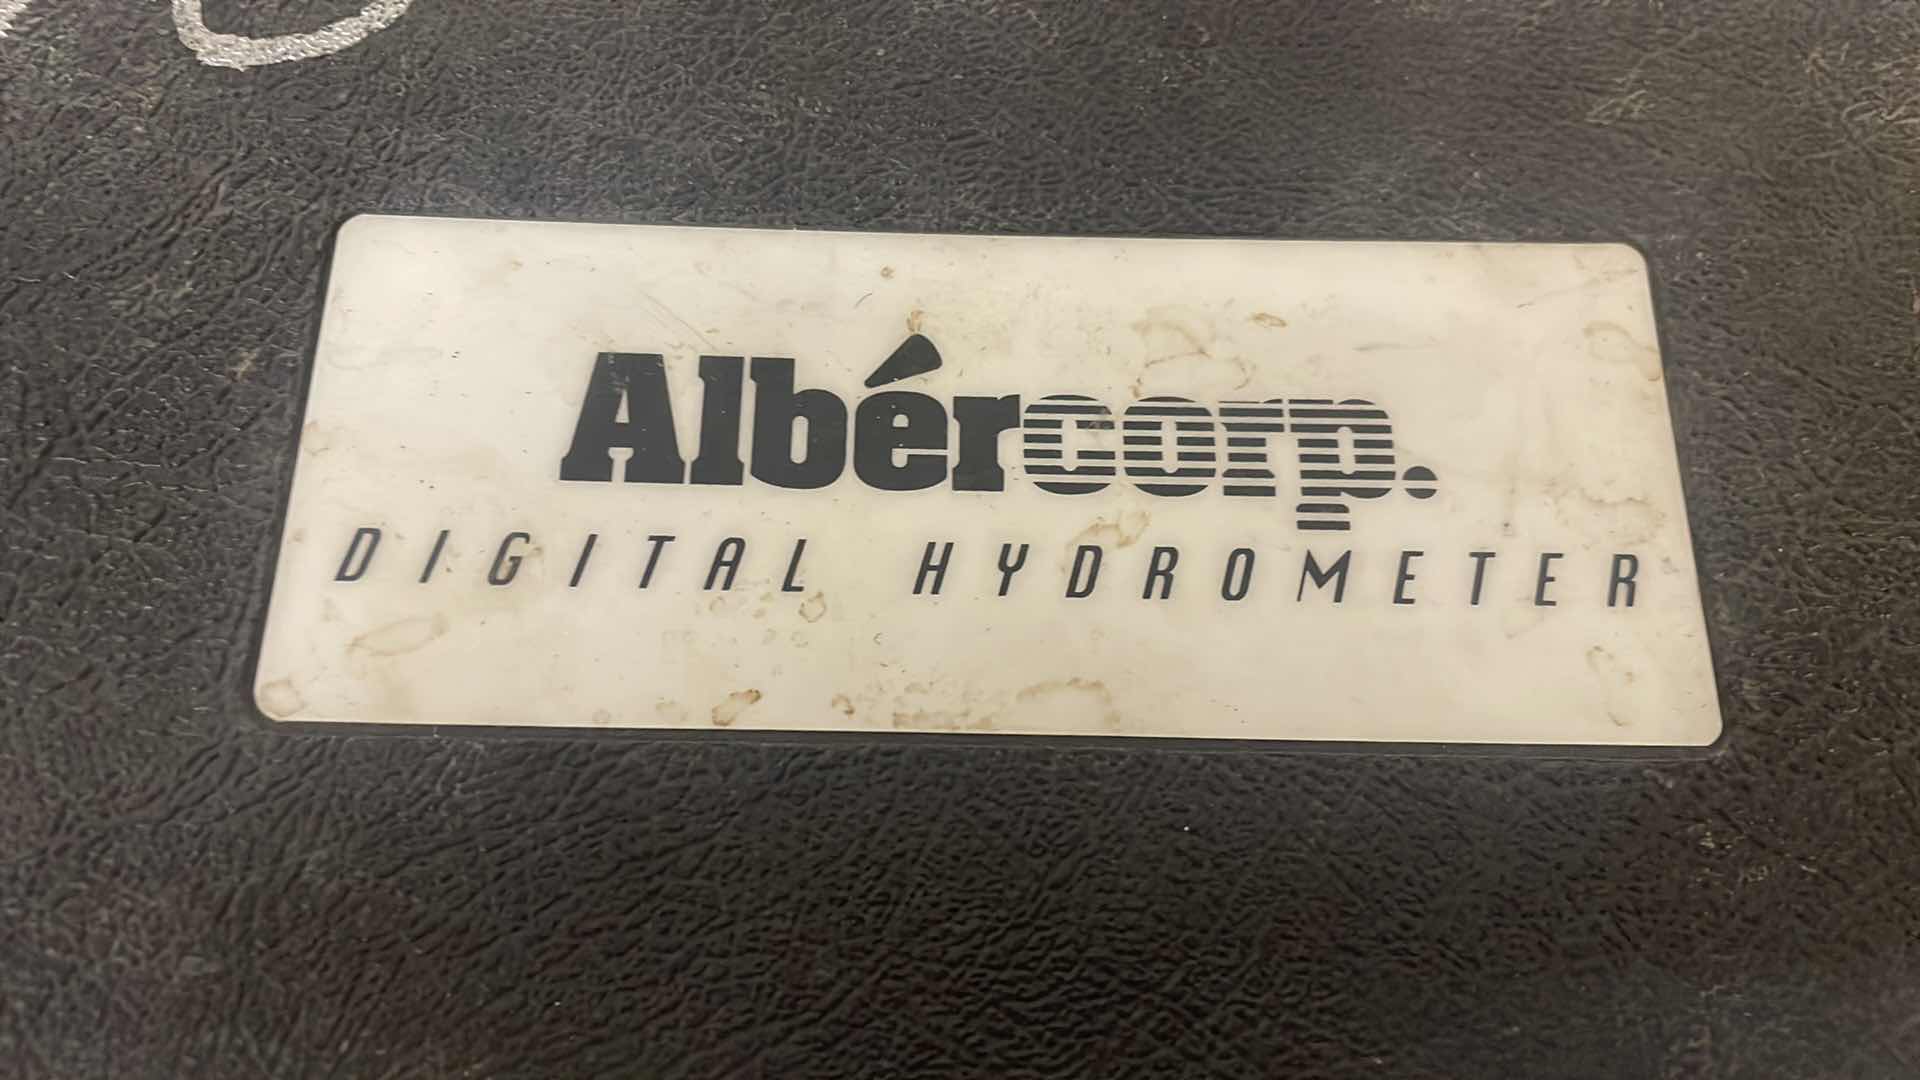 Albércorp.
DIGITAL HYDROMETER